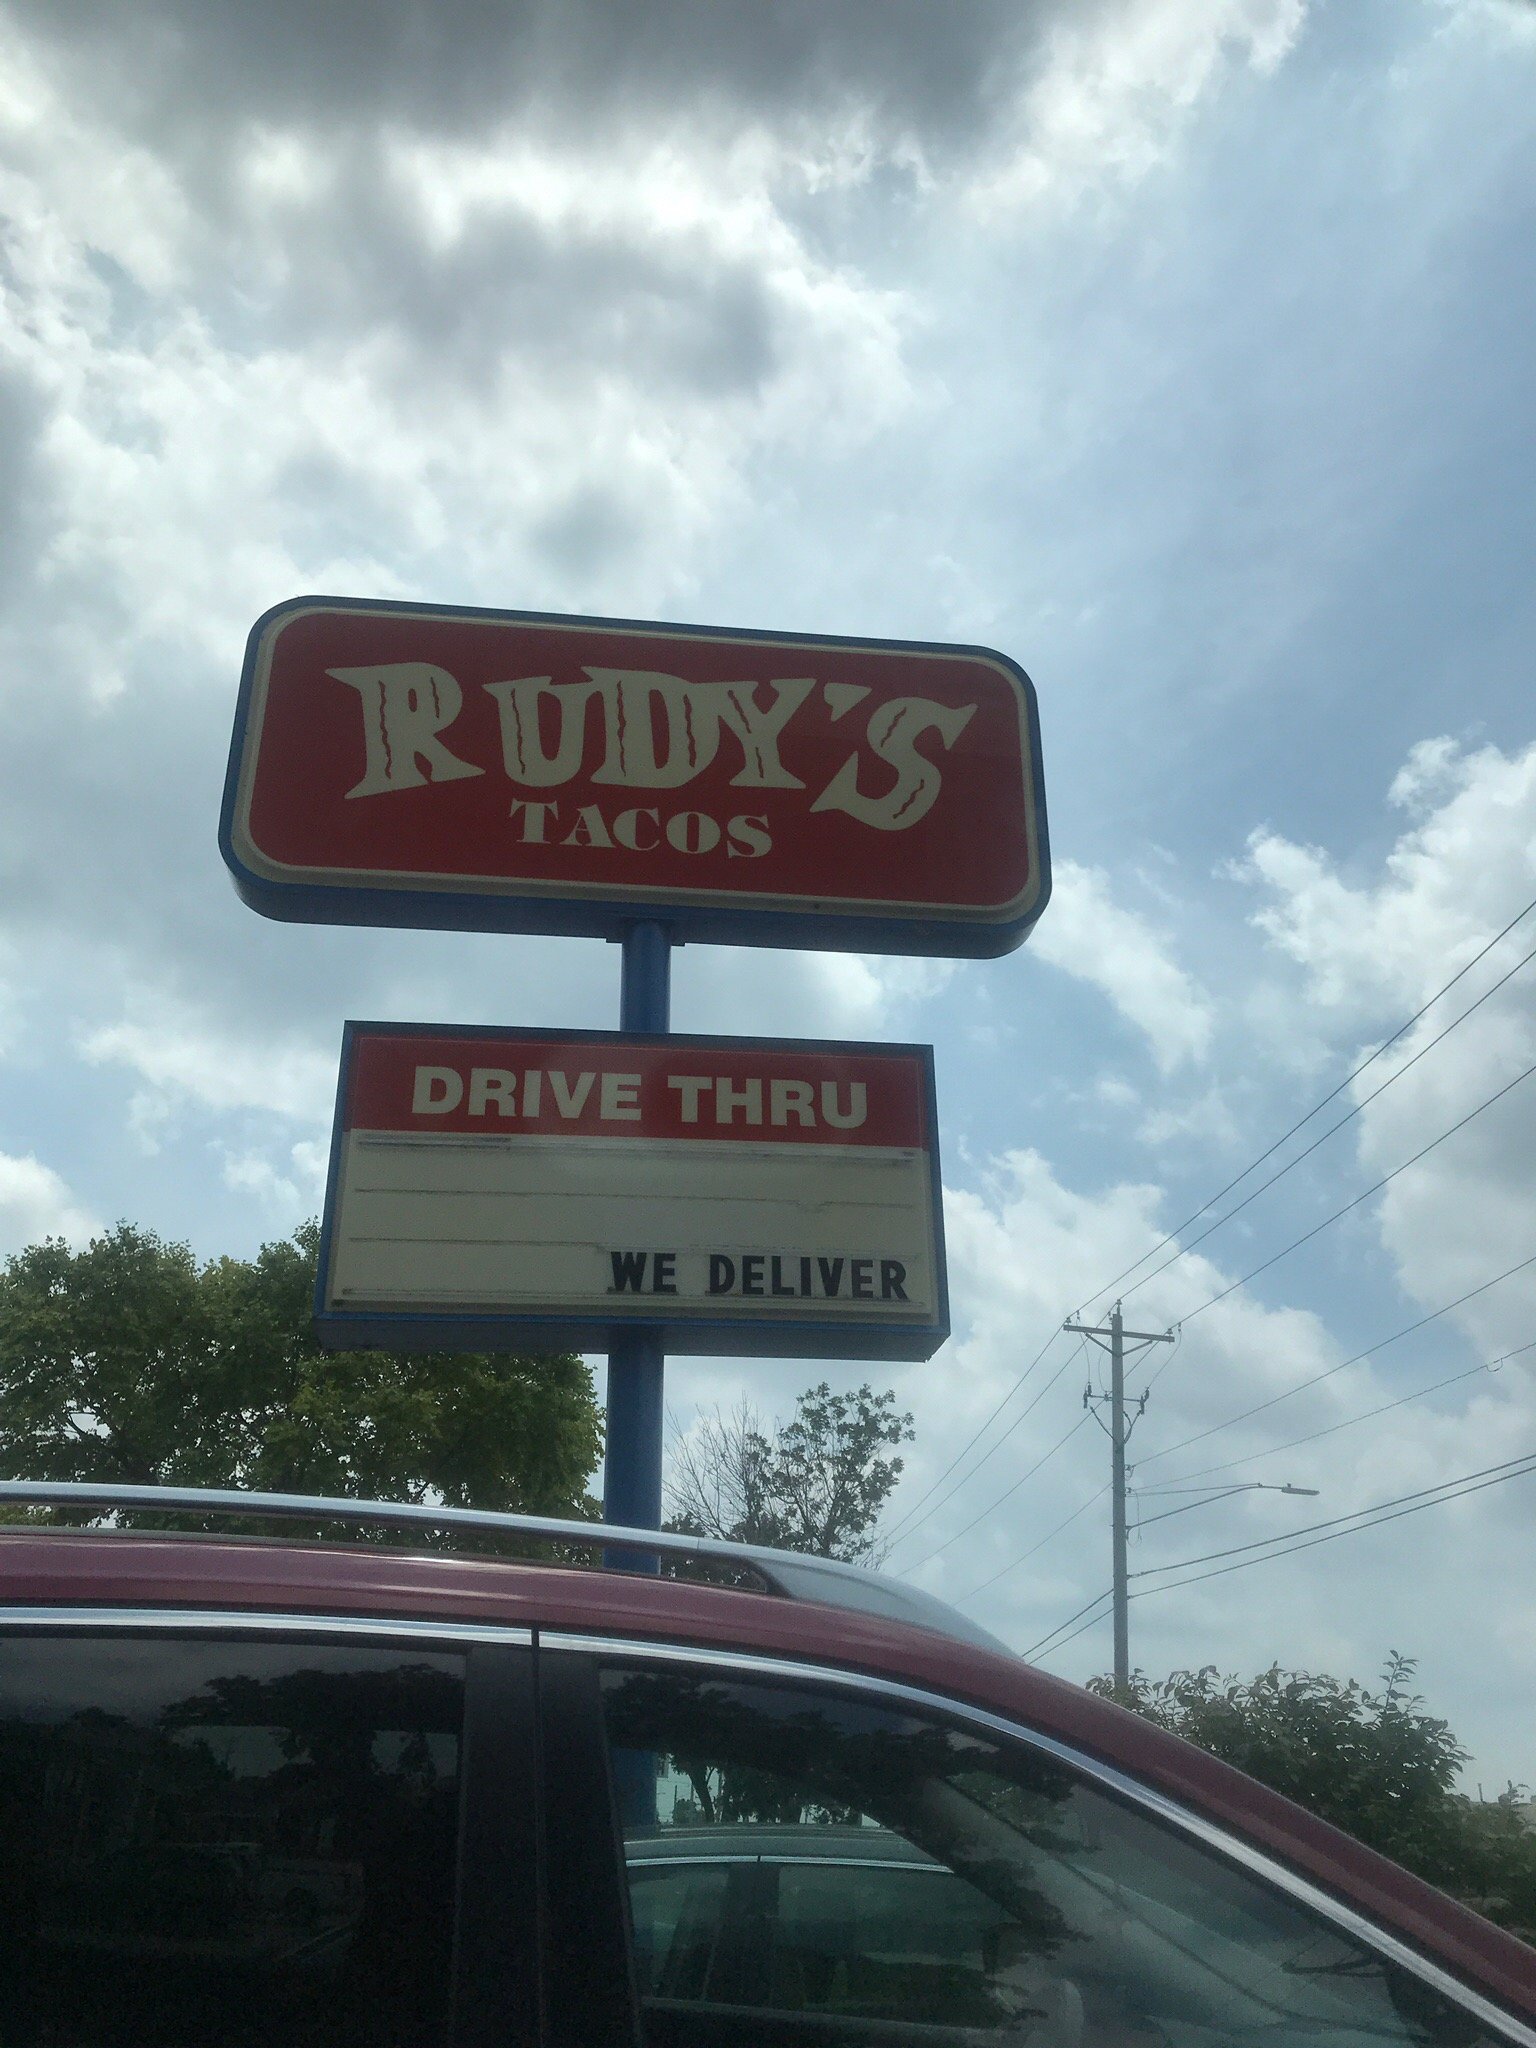 RUDY'S
TACOS
DRIVE THRU
WE DELIVER